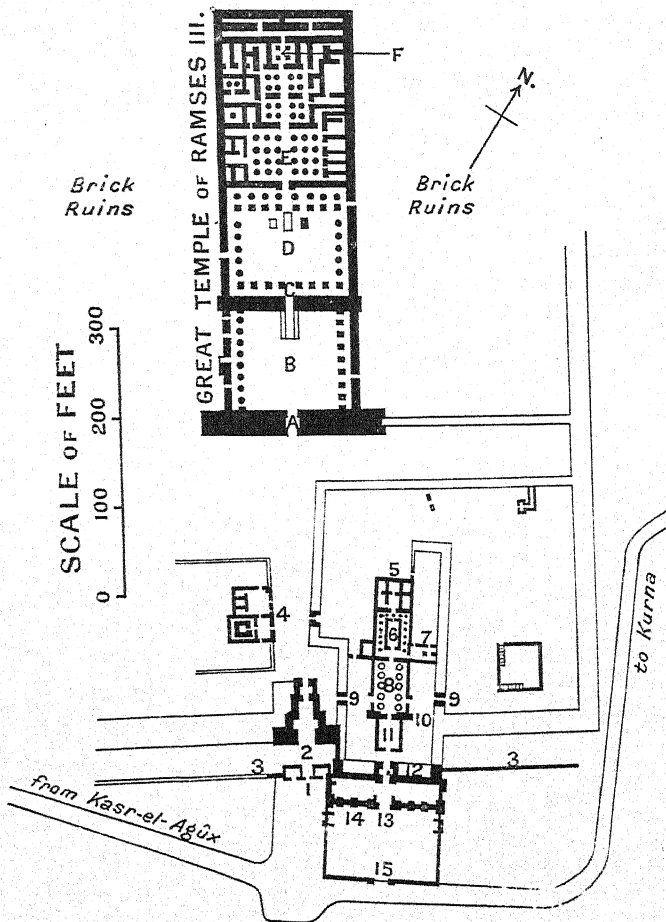 GREAT TEMPLE OF RAMSES III.
F
N.
Brick
Ruins
Brick
Ruins
E
D
C
B
A
SCALE OF FEET
300
200
100
0
5
4
6
7
8
9
9
10
11
2
12
3
3
1
14
13
15
from Kasr-el-Agûx
to Kurna